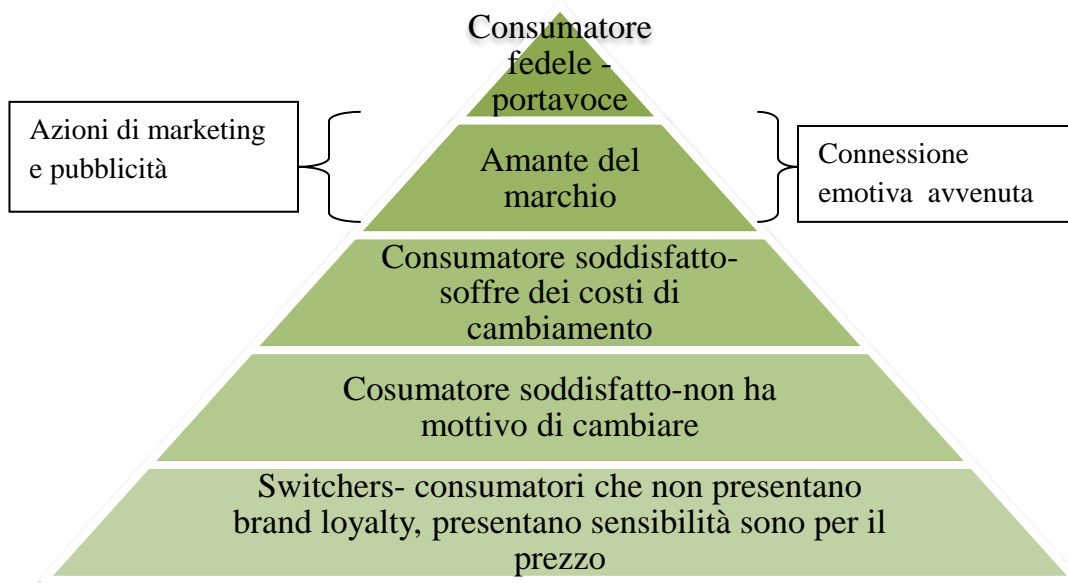 Consumatore
fedele -
portavoce
Azioni di marketing
e pubblicità
Amante del
marchio
Connessione
emotiva avvenuta
Consumatore soddisfatto-
soffre dei costi di
cambiamento
Cosumatore soddisfatto-non ha
mottivo di cambiare
Switchers- consumatori che non presentano
brand loyalty, presentano sensibilità sono per il
prezzo